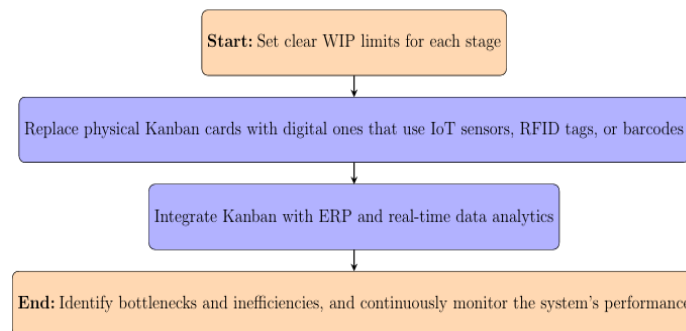 Start: Set clear WIP limits for each stage
Replace physical Kanban cards with digital ones that use IoT sensors, RFID tags, or barcodes
Integrate Kanban with ERP and real-time data analytics
End: Identify bottlenecks and inefficiencies, and continuously monitor the system's performance